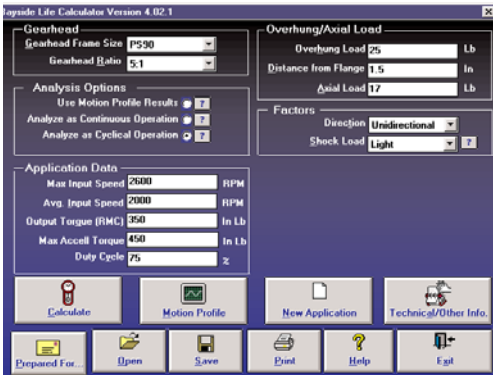 Bayside Life Calculator Version 4.02.1
Gearhead
Gearhead Frame Size PS90
Gearhead Ratio 5:1
Analysis Options
Use Motion Profile Results ?
Analyze as Continuous Operation ?
Analyze as Cyclical Operation ?
Application Data
Max Input Speed 2600 RPM
Avg. Input Speed 2000 RPM
Output Torque (RMC) 350 In Lb
Max Accell Torque 450 In Lb
Duty Cycle 75 %
Overhung/Axial Load
Overhung Load 25 Lb
Distance from Flange 1.5 In
Axial Load 17 Lb
Factors
Direction Unidirectional
Shock Load Light ?
Calculate
Motion Profile
New Application
Technical/Other Info.
Prepared For...
Open
Save
Print
Help
Exit